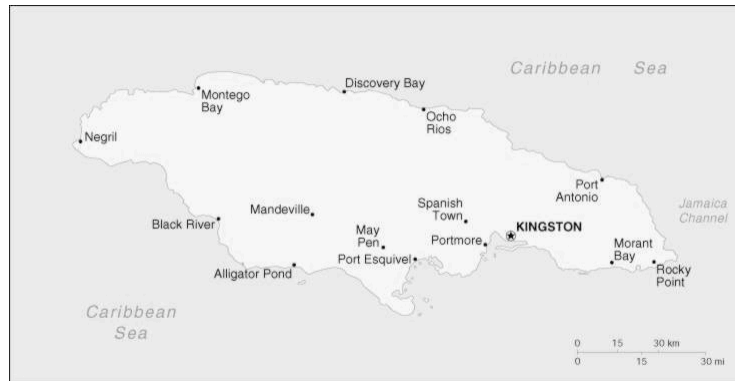 Caribbean Sea
Discovery Bay
Montego
Bay
Ocho
Rios
Negril
Port
Antonio
Jamaica
Channel
Spanish
Town
Mandeville
Black River
KINGSTON
May
Pen
Portmore
Morant
Bay
Port Esquivel
Alligator Pond
Rocky
Point
Caribbean
Sea
0 15 30 km
0 15 30 mi